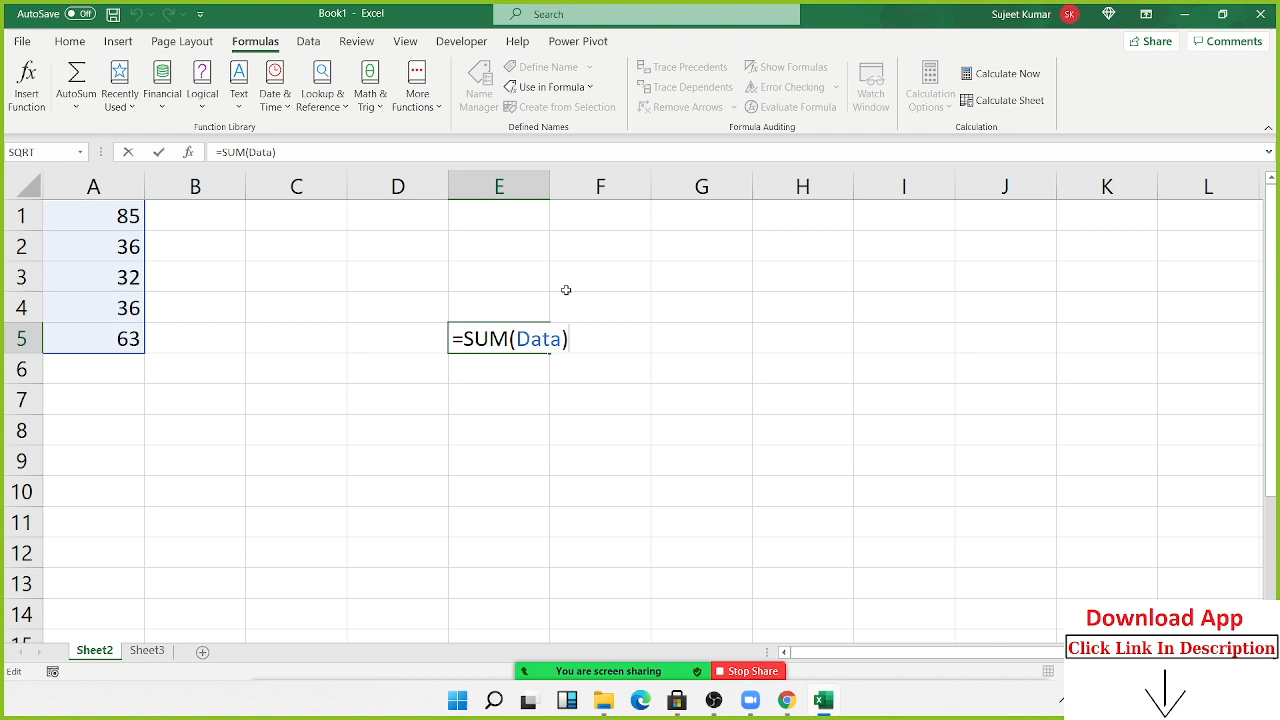 AutoSave Off
Book1 - Excel
Search
Sujeet Kumar SK
File Home Insert Page Layout Formulas Data Review View Developer Help Power Pivot
Share Comments
Insert Function
AutoSum
Recently Used
Financial
Logical
Text
Date & Time
Lookup & Reference
Math & Trig
More Functions
Function Library
Name Manager
Define Name
Use in Formula
Create from Selection
Defined Names
Trace Precedents
Trace Dependents
Remove Arrows
Show Formulas
Error Checking
Evaluate Formula
Formula Auditing
Watch Window
Calculation Options
Calculate Now
Calculate Sheet
Calculation
SQRT fx =SUM(Data)
A B C D E F G H I J K L
1 85
2 36
3 32
4 36
5 63 =SUM(Data)
6
7
8
9
10
11
12
13
14
15
Download App
Click Link In Description
Sheet2 Sheet3
Edit
You are screen sharing Stop Share